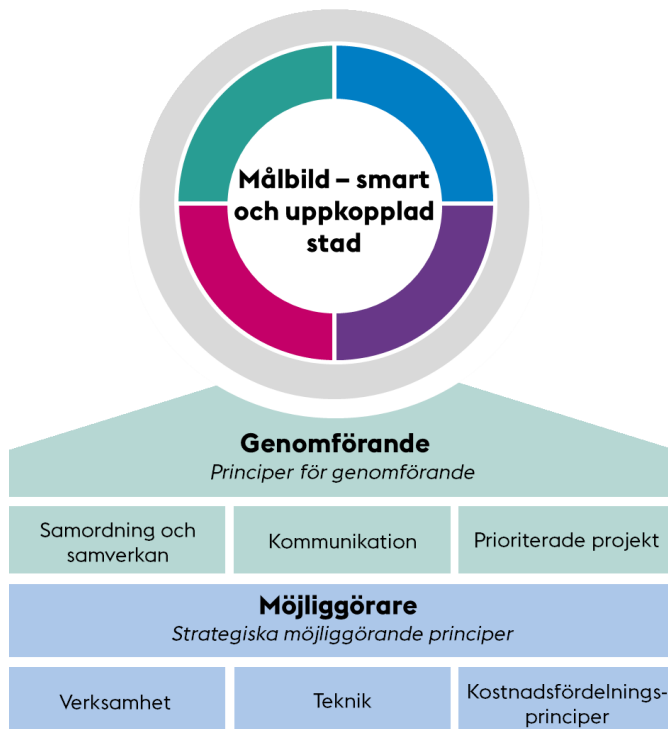 Målbild – smart
och uppkopplad
stad
Genomförande
Principer för genomförande
Samordning och
samverkan
Kommunikation
Prioriterade projekt
Möjliggörare
Strategiska möjliggörande principer
Verksamhet
Teknik
Kostnadsfördelnings-
principer